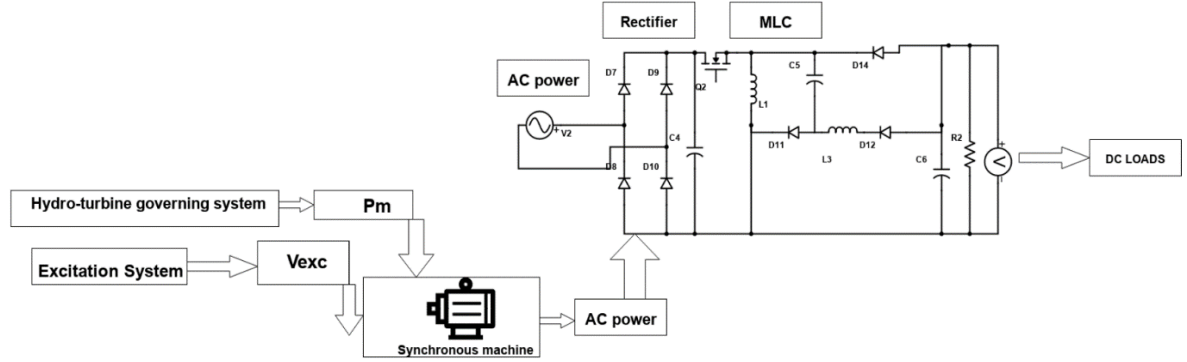 Rectifier
MLC
AC power
D7
D9
Q2
C5
D14
L1
V2
C4
D8
D10
D11
L3
D12
C6
R2
V
DC LOADS
Hydro-turbine governing system
Pm
Excitation System
Vexc
Synchronous machine
AC power